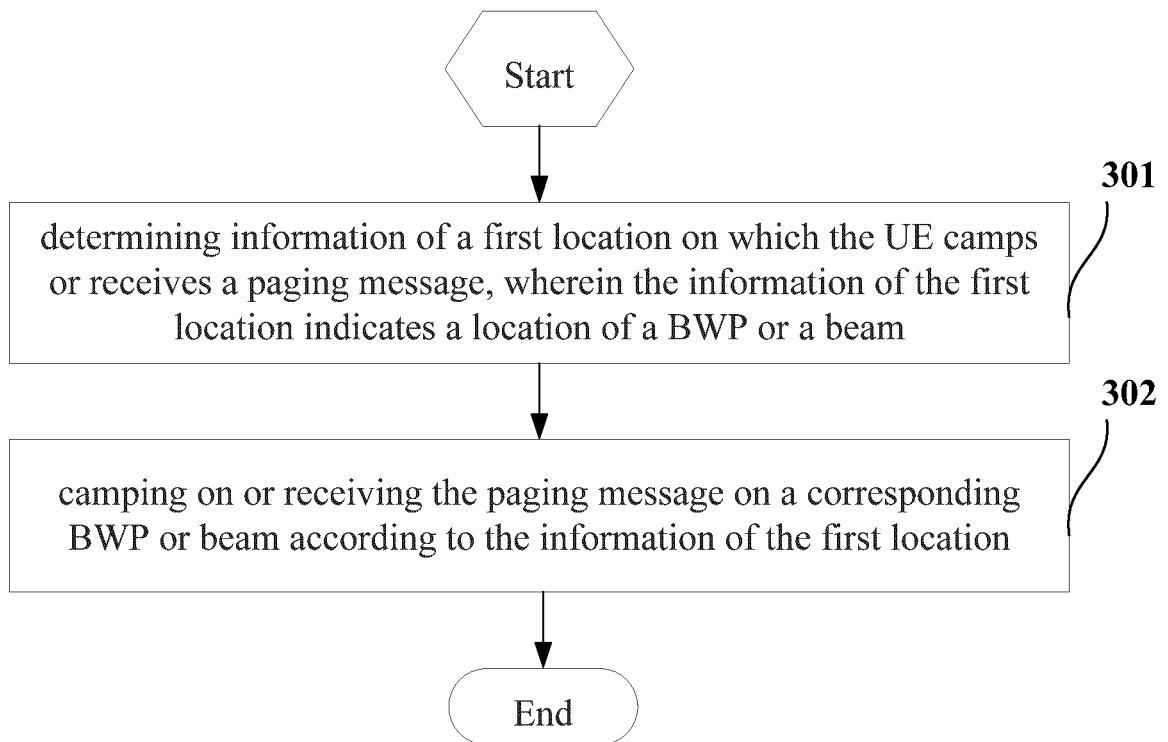 Start
301
determining information of a first location on which the UE camps
or receives a paging message, wherein the information of the first
location indicates a location of a BWP or a beam
302
camping on or receiving the paging message on a corresponding
BWP or beam according to the information of the first location
End